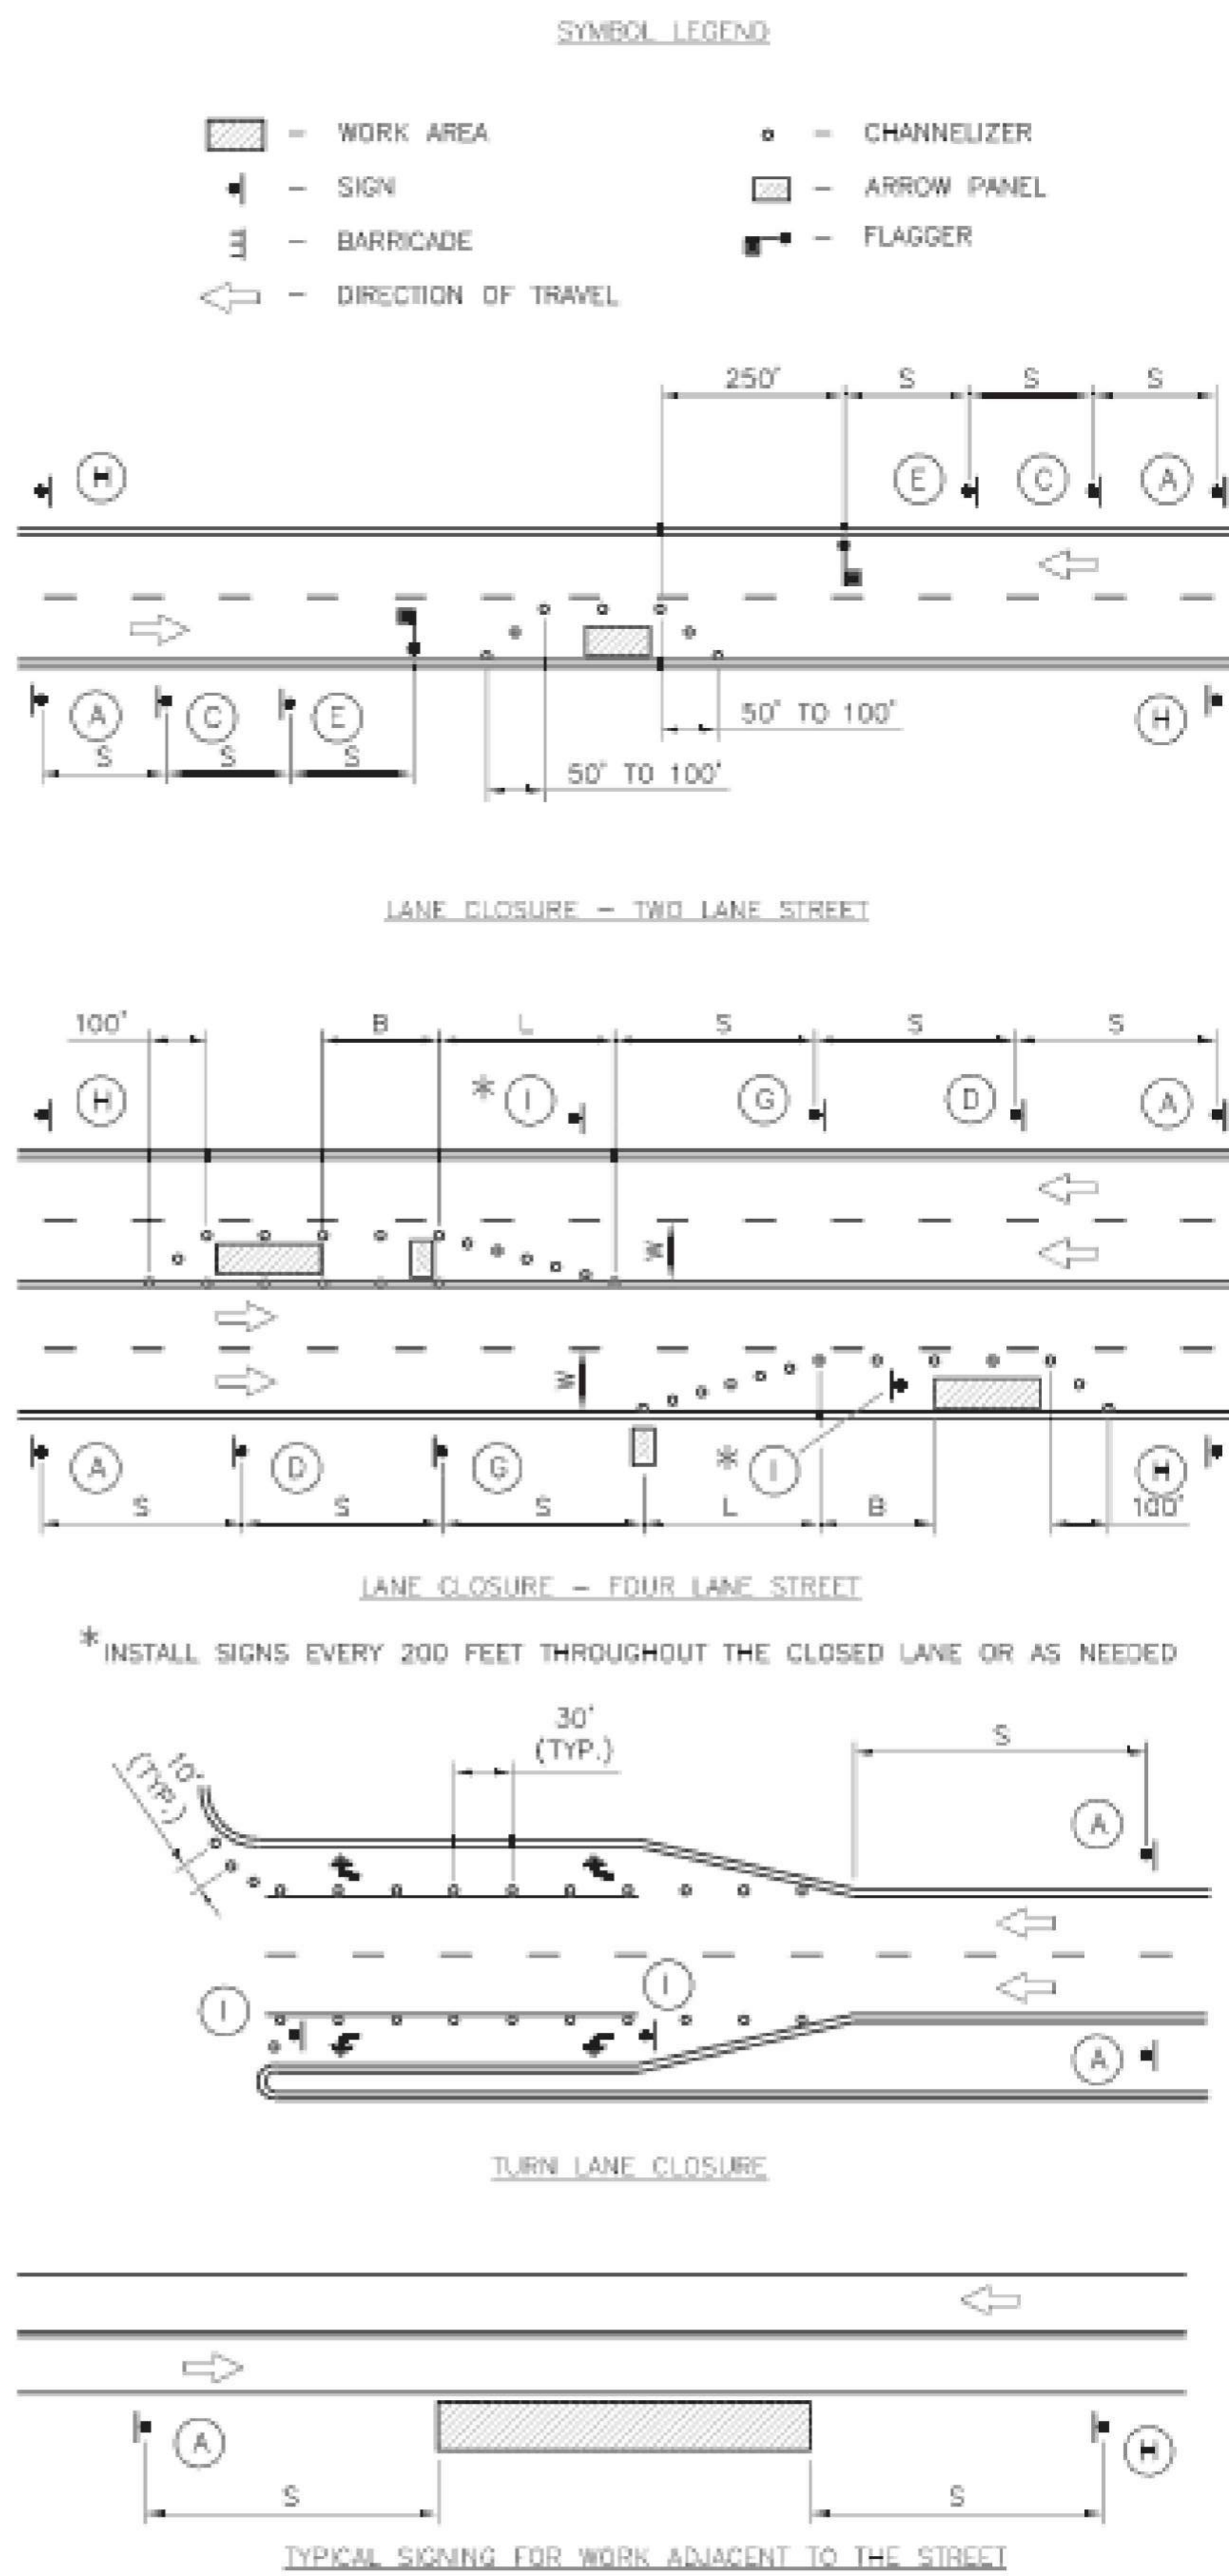 SYMBOL LEGEND
— WORK AREA
— CHANNELIZER
— SIGN
— ARROW PANEL
— BARRICADE
— FLAGGER
— DIRECTION OF TRAVEL
250' S S S
H E C A
A C E H
S S S
50' TO 100'
50' TO 100'
LANE CLOSURE — TWO LANE STREET
100' B L S S S
H * I G D A
W
W
A D G * I H
S S S L B 100'
LANE CLOSURE — FOUR LANE STREET
* INSTALL SIGNS EVERY 200 FEET THROUGHOUT THE CLOSED LANE OR AS NEEDED
30'
(TYP.)
S
10'
(TYP.)
A
I I
A
TURN LANE CLOSURE
A H
S S
TYPICAL SIGNING FOR WORK ADJACENT TO THE STREET